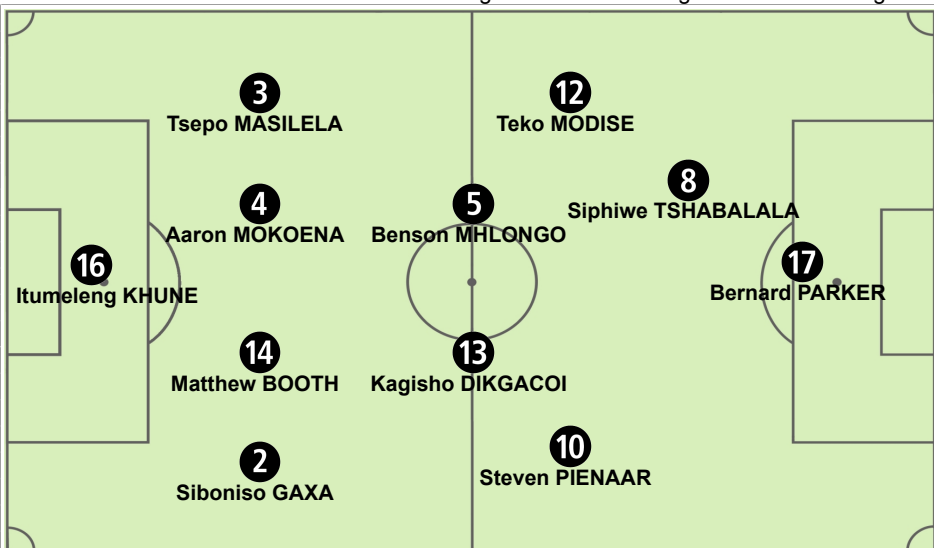 3
Tsepo MASILELA
12
Teko MODISE
8
Siphiwe TSHABALALA
4
Aaron MOKOENA
5
Benson MHLONGO
16
Itumeleng KHUNE
17
Bernard PARKER
14
Matthew BOOTH
13
Kagisho DIKGACOI
2
Siboniso GAXA
10
Steven PIENAAR